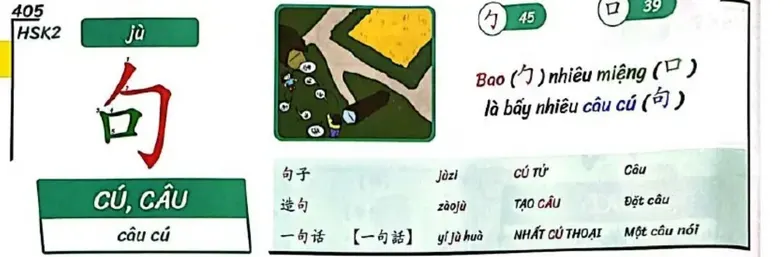 405
HSK2
jù
句
CÚ, CÂU
câu cú
勹 45
口 39
Bao (勹) nhiêu miệng (口)
là bấy nhiêu câu cú (句)
句子 jùzi CÚ TỬ Câu
造句 zàojù TẠO CÂU Đặt câu
一句话 【一句話】 yí jù huà NHẤT CÚ THOẠI Một câu nói